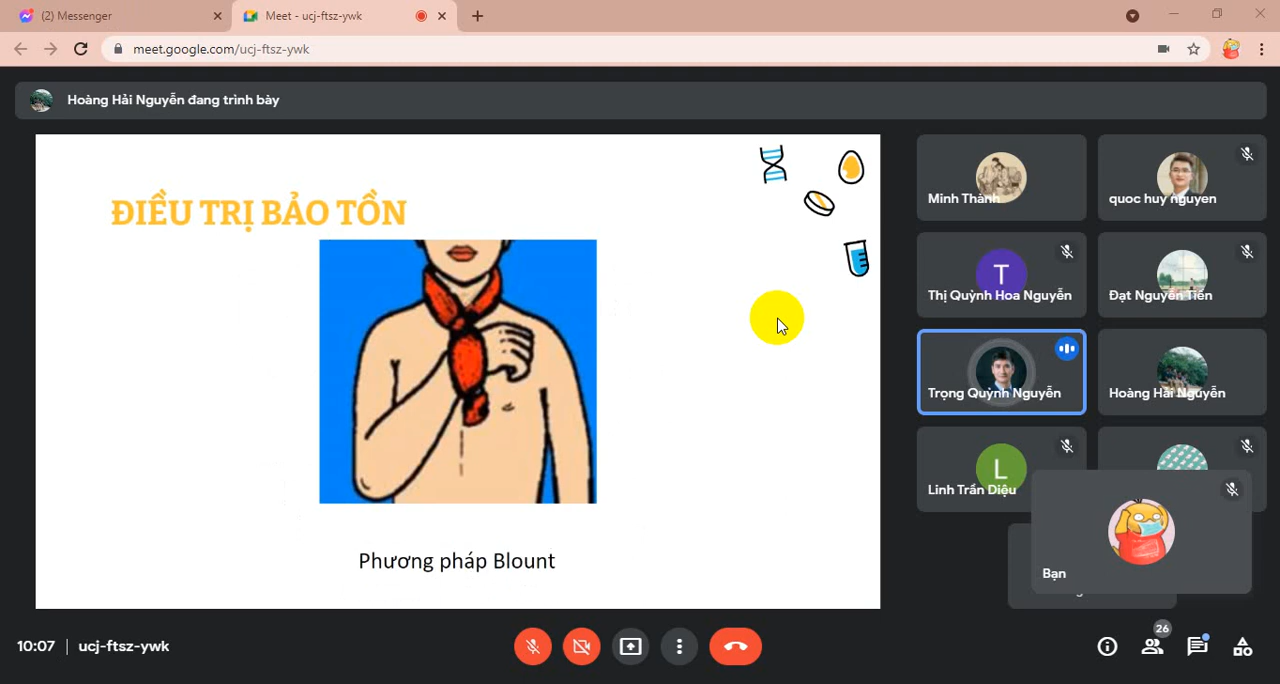 (2) Messenger
Meet - ucj-ftsz-ywk
meet.google.com/ucj-ftsz-ywk
Hoàng Hải Nguyễn đang trình bày
ĐIỀU TRỊ BẢO TỒN
Phương pháp Blount
Minh Thành
quoc huy nguyen
T
Thị Quỳnh Hoa Nguyễn
Đạt Nguyễn Tiến
Trọng Quỳnh Nguyễn
Hoàng Hải Nguyễn
L
Linh Trần Diệu
Bạn
10:07
ucj-ftsz-ywk
26